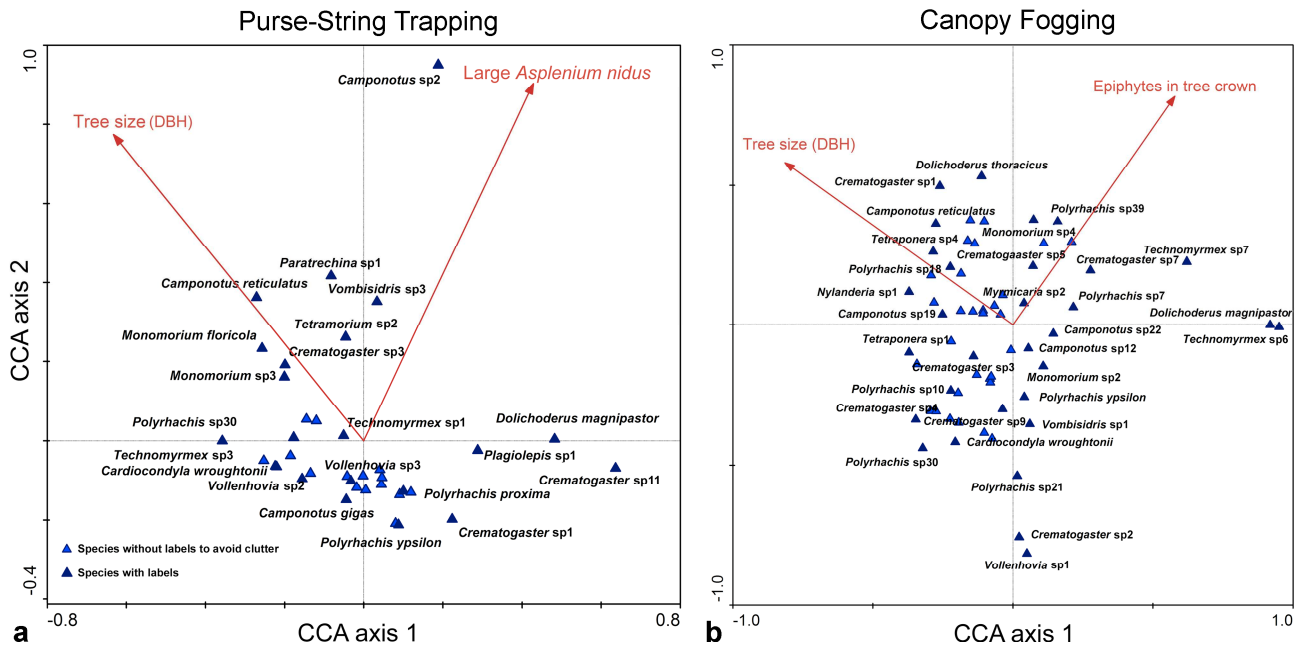 Purse-String Trapping
1.0
Camponotus sp2
Large Asplenium nidus
Tree size (DBH)
Paratrechina sp1
Camponotus reticulatus
Vombisidris sp3
Tetramorium sp2
Monomorium floricola
Crematogaster sp3
Monomorium sp3
Polyrhachis sp30
Technomyrmex sp1
Dolichoderus magnipastor
Technomyrmex sp3
Plagiolepis sp1
Cardiocondyla wroughtonii
Vollenhovia sp3
Crematogaster sp11
Vollenhovia sp2
Polyrhachis proxima
Camponotus gigas
Crematogaster sp1
Polyrhachis ypsilon
Species without labels to avoid clutter
Species with labels
CCA axis 2
-0.4
-0.8
0.8
a
CCA axis 1
Canopy Fogging
1.0
Epiphytes in tree crown
Tree size (DBH)
Dolichoderus thoracicus
Crematogaster sp1
Camponotus reticulatus
Polyrhachis sp39
Monomorium sp4
Tetraponera sp4
Technomyrmex sp7
Crematogaaster sp5
Crematogaster sp7
Polyrhachis sp18
Nylanderia sp1
Myrmicaria sp2
Polyrhachis sp7
Camponotus sp19
Dolichoderus magnipastor
Camponotus sp22
Tetraponera sp1
Technomyrmex sp6
Camponotus sp12
Crematogaster sp3
Monomorium sp2
Polyrhachis sp10
Polyrhachis ypsilon
Crematogaster sp4
Crematogaster sp9
Vombisidris sp1
Cardiocondyla wroughtonii
Polyrhachis sp30
Polyrhachis sp21
Crematogaster sp2
Vollenhovia sp1
-1.0
-1.0
1.0
b
CCA axis 1